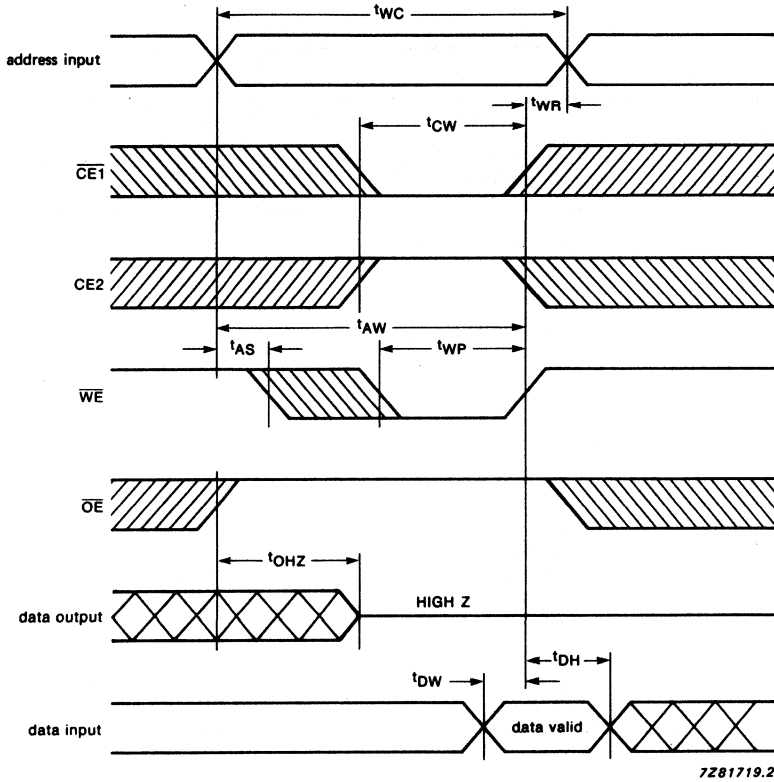 tWC
address input
tWR
tCW
CE1
CE2
tAW
tAS
tWP
WE
OE
tOHZ
data output
HIGH Z
tDH
tDW
data input
data valid
7Z81719.2